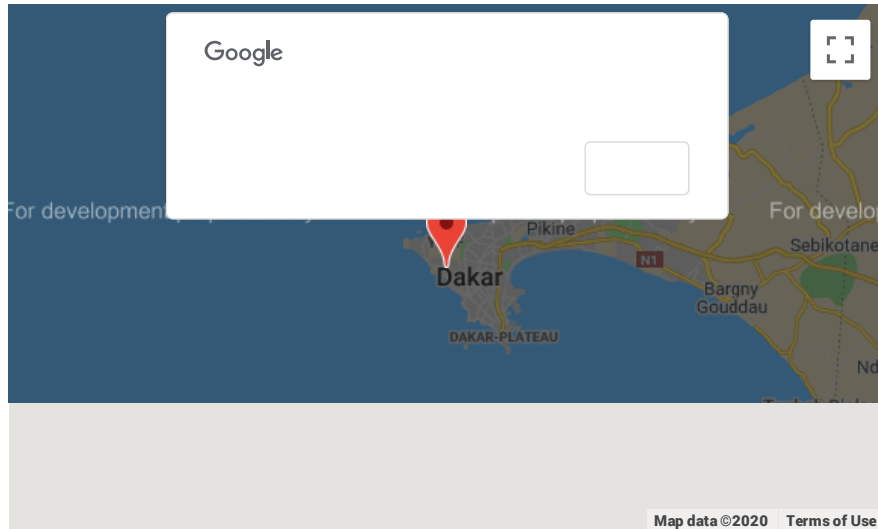 Google
For development
For develo
Pikine
Sebikotane
N1
Dakar
Bargny
Gouddau
DAKAR-PLATEAU
Nd
Map data ©2020
Terms of Use